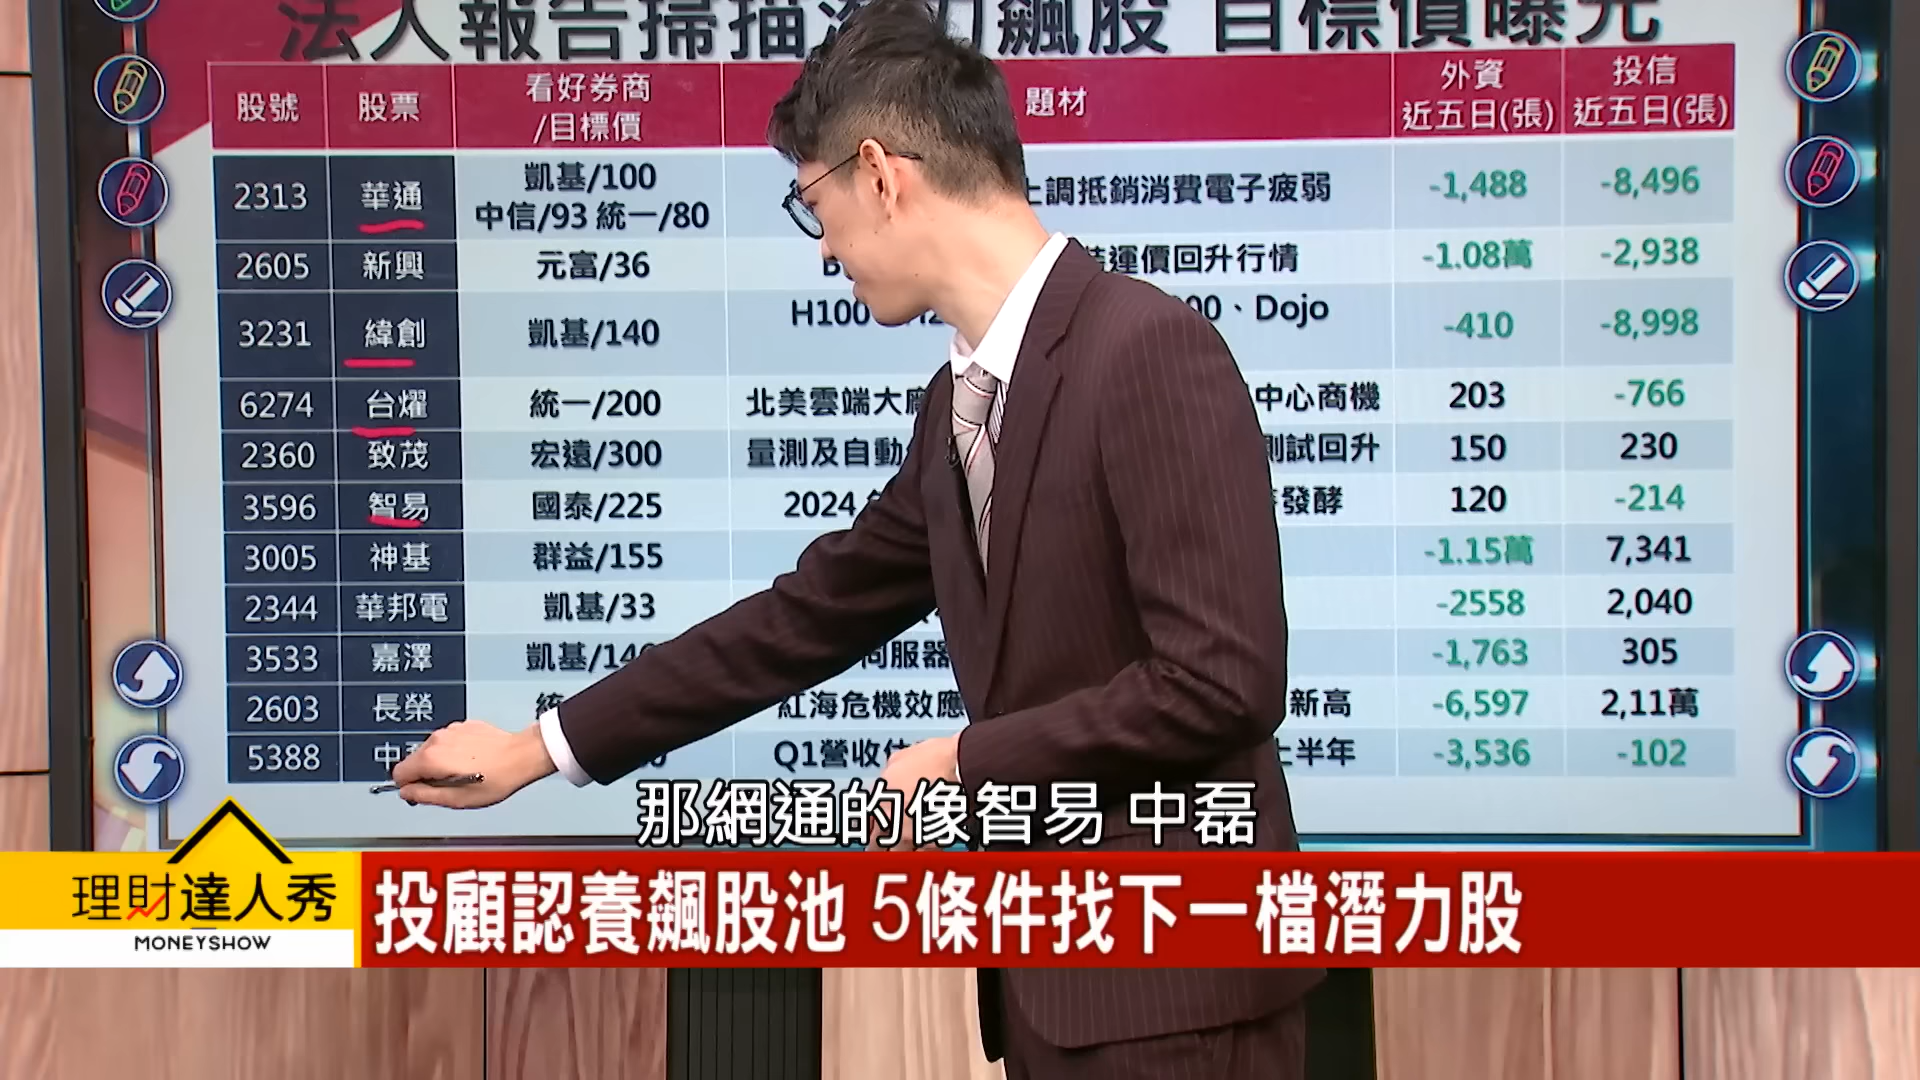 法人報告掃描潛力飆股 目標價曝光
股號 股票 看好券商/目標價 題材 外資近五日(張) 投信近五日(張)
2313 華通 凱基/100 中信/93 統一/80 上調抵銷消費電子疲弱 -1,488 -8,496
2605 新興 元富/36 運價回升行情 -1.08萬 -2,938
3231 緯創 凱基/140 H100 、Dojo -410 -8,998
6274 台燿 統一/200 北美雲端大廠 中心商機 203 -766
2360 致茂 宏遠/300 量測及自動 測試回升 150 230
3596 智易 國泰/225 2024 發酵 120 -214
3005 神基 群益/155 -1.15萬 7,341
2344 華邦電 凱基/33 -2558 2,040
3533 嘉澤 凱基/14 伺服器 -1,763 305
2603 長榮 統 紅海危機效應 新高 -6,597 2,11萬
5388 中 Q1營收 上半年 -3,536 -102
那網通的像智易 中磊
理財達人秀
MONEYSHOW
投顧認養飆股池 5條件找下一檔潛力股